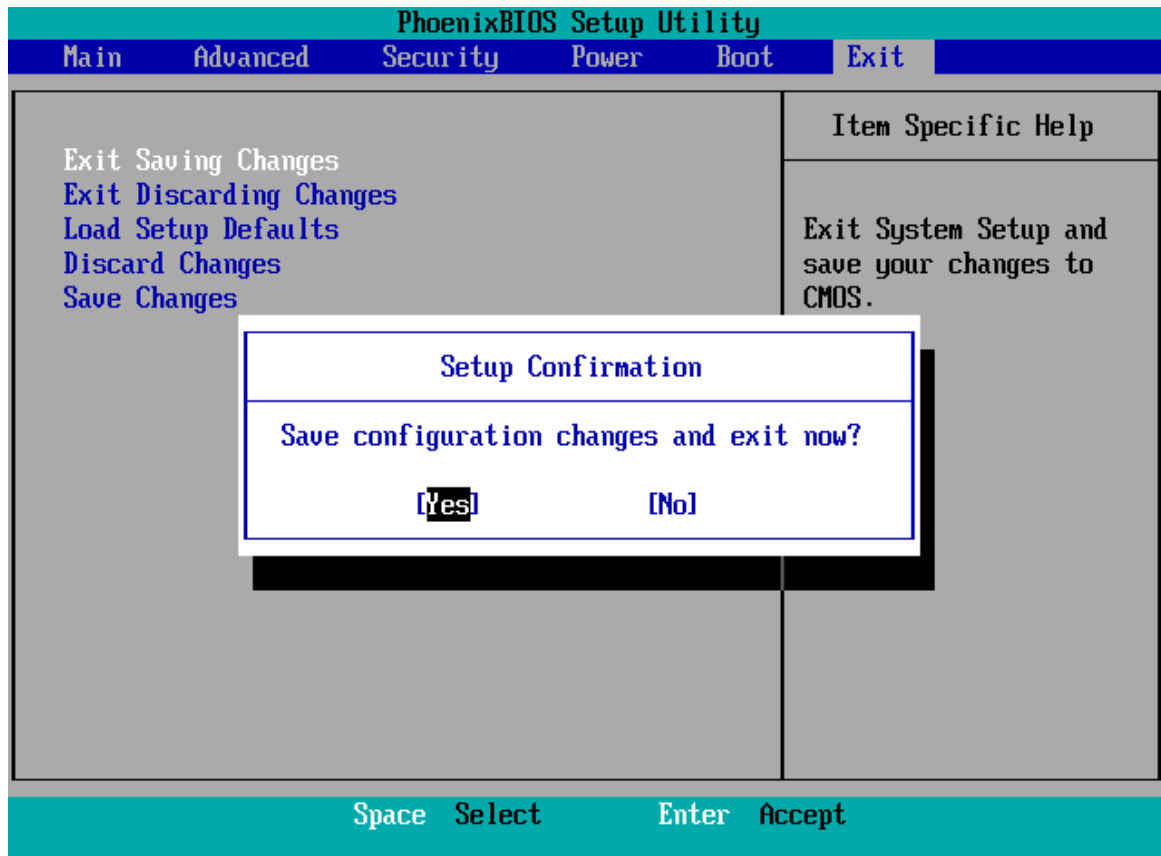 PhoenixBIOS Setup Utility
Main Advanced Security Power Boot Exit
Exit Saving Changes
Exit Discarding Changes
Load Setup Defaults
Discard Changes
Save Changes
Item Specific Help
Exit System Setup and
save your changes to
CMOS.
Setup Confirmation
Save configuration changes and exit now?
[Yes] [No]
Space Select Enter Accept